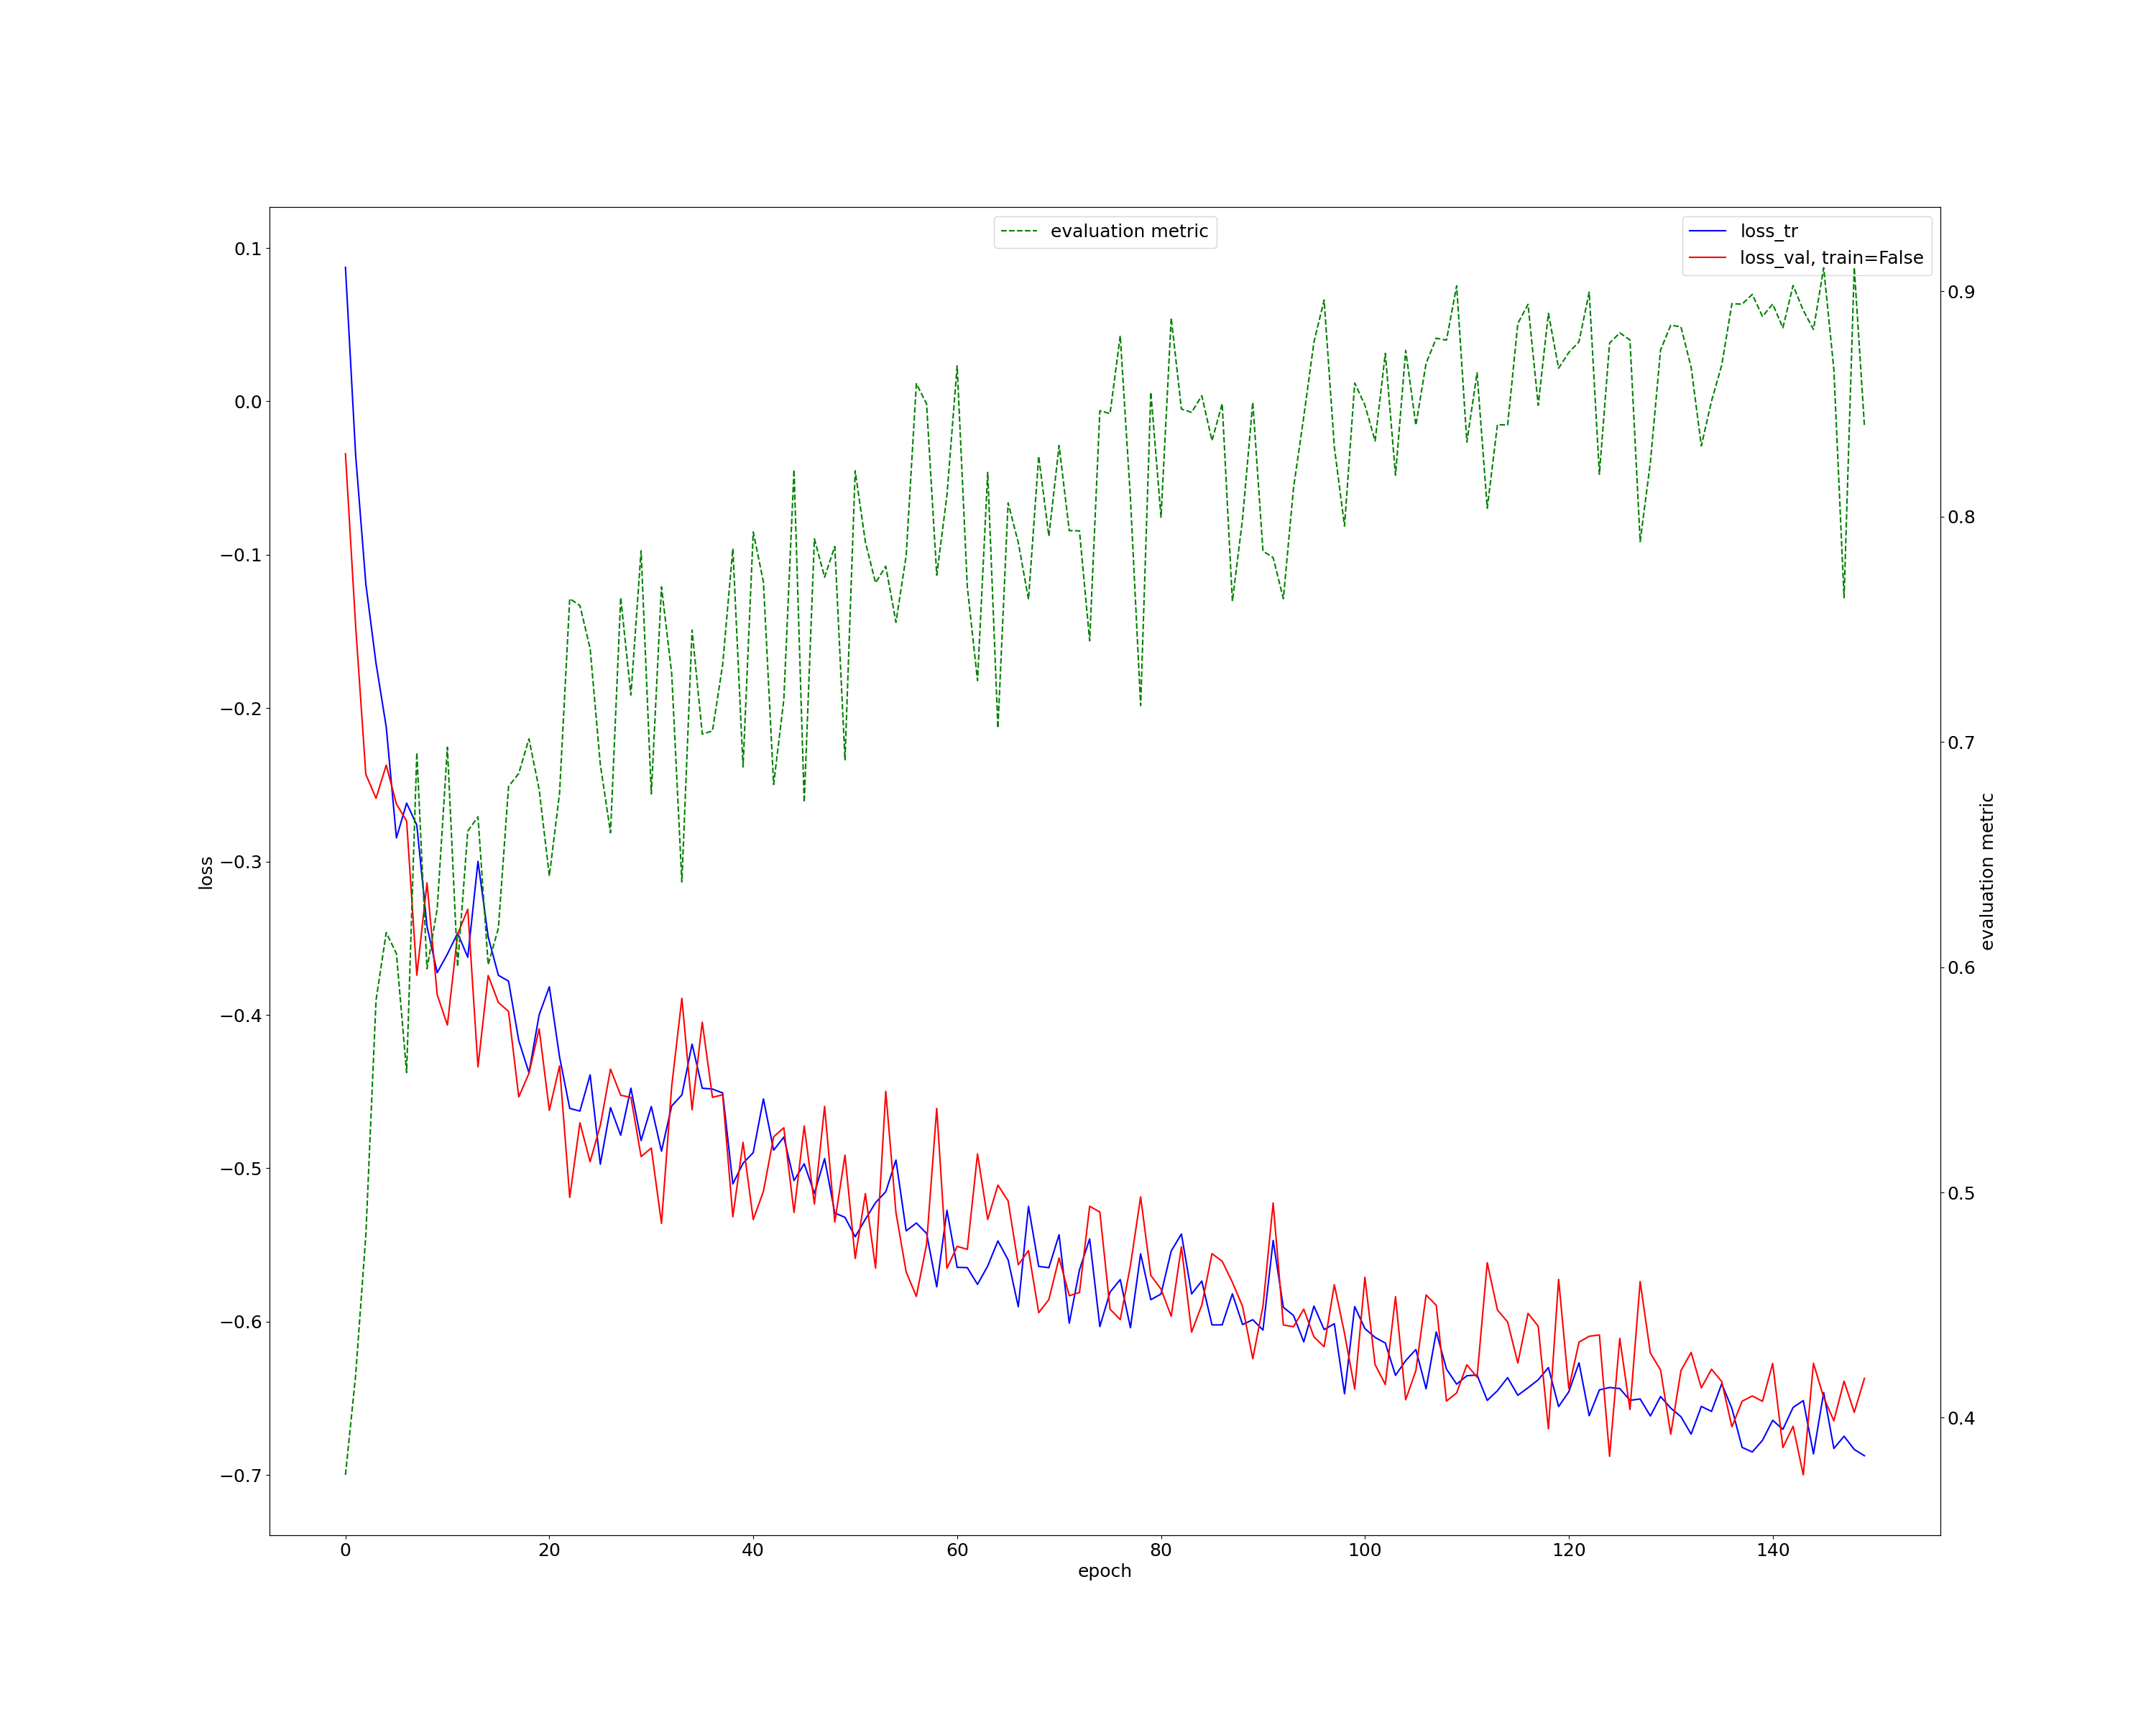 evaluation metric
loss_tr
loss_val, train=False
0.1
0.0
−0.1
−0.2
−0.3
−0.4
−0.5
−0.6
−0.7
loss
0.9
0.8
0.7
0.6
0.5
0.4
evaluation metric
0 20 40 60 80 100 120 140
epoch